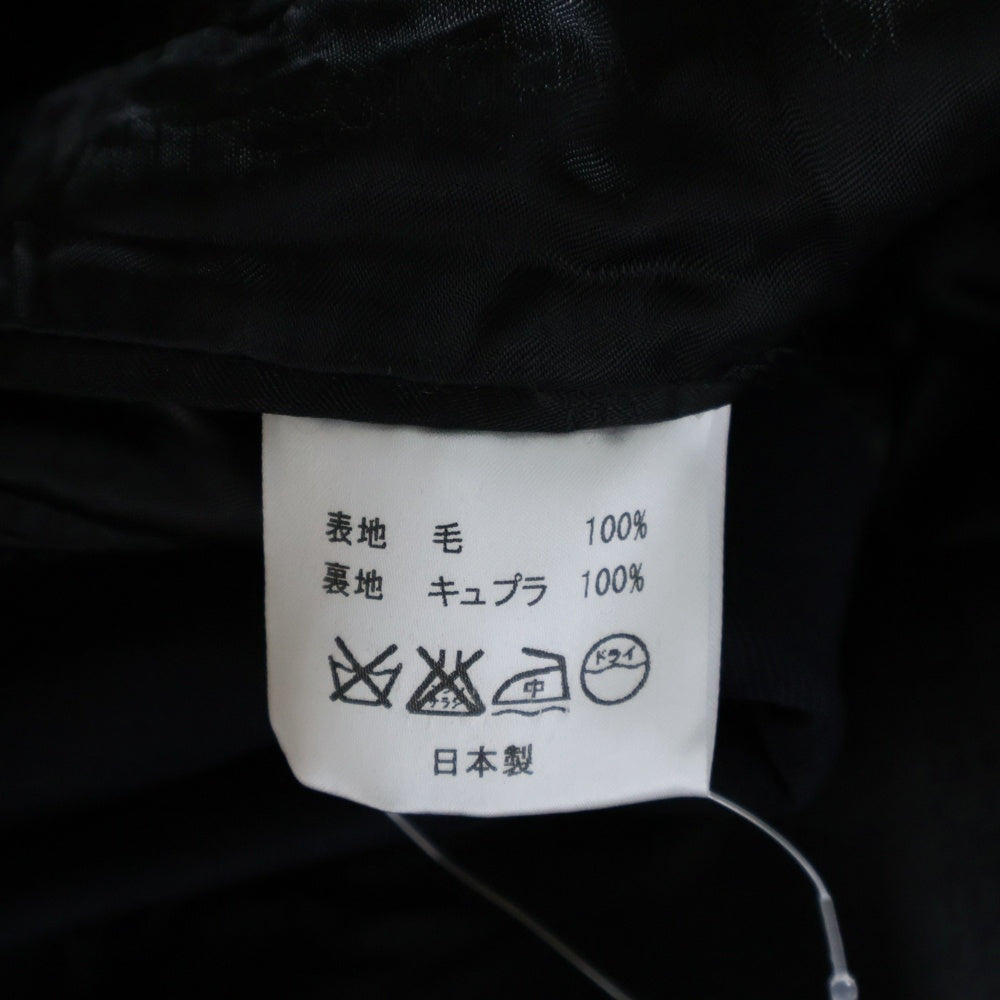 表地 毛 100%
裏地 キュプラ 100%
中 ドライ
日本製